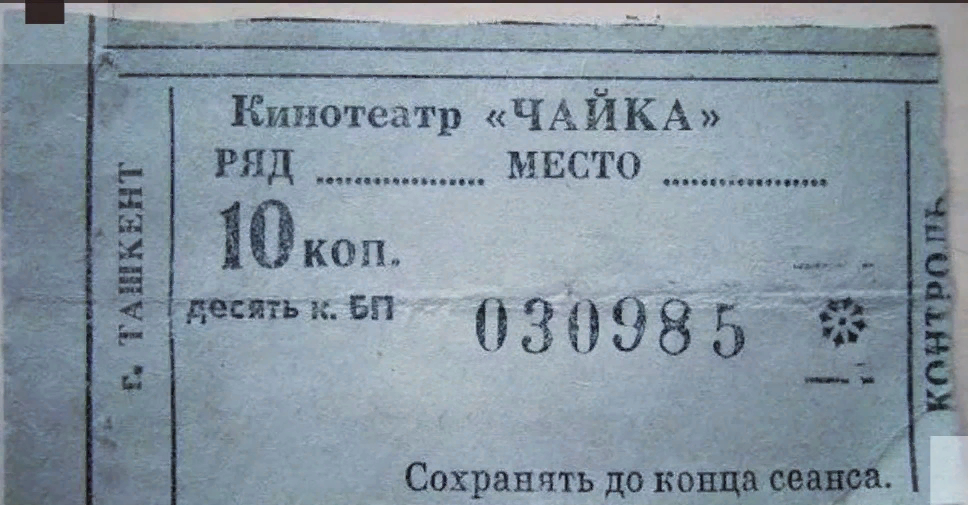 Кинотеатр «ЧАЙКА»
РЯД ................ МЕСТО ................
10 коп.
десять к. БП
030985
Сохранять до конца сеанса.
г. ТАШКЕНТ
КОНТРОЛЬ